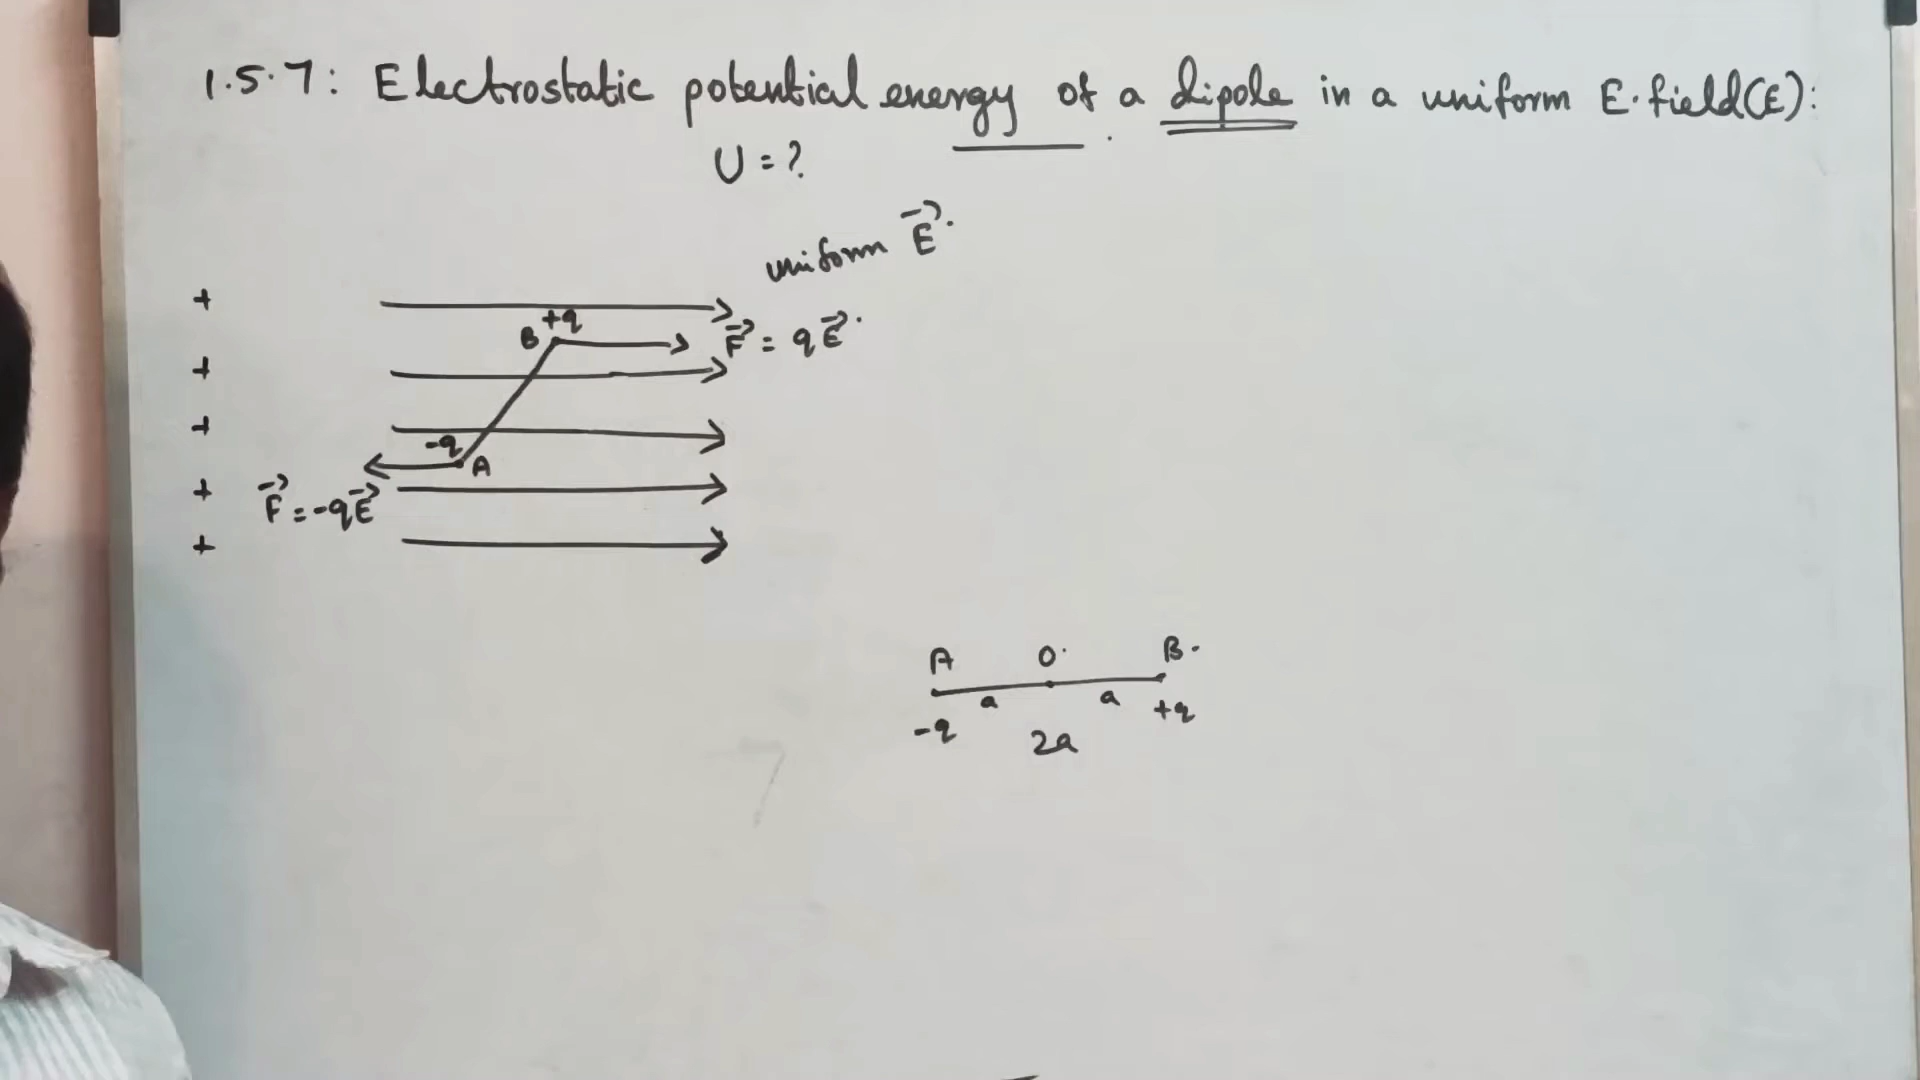 1.5.7: Electrostatic potential energy of a dipole in a uniform E.field(E):
U = ?
uniform E⃗.
+
+q
B
F⃗ = qE⃗.
+
+
-q
A
+
F⃗ = -qE⃗
+
A O. B.
a a
-q 2a +q